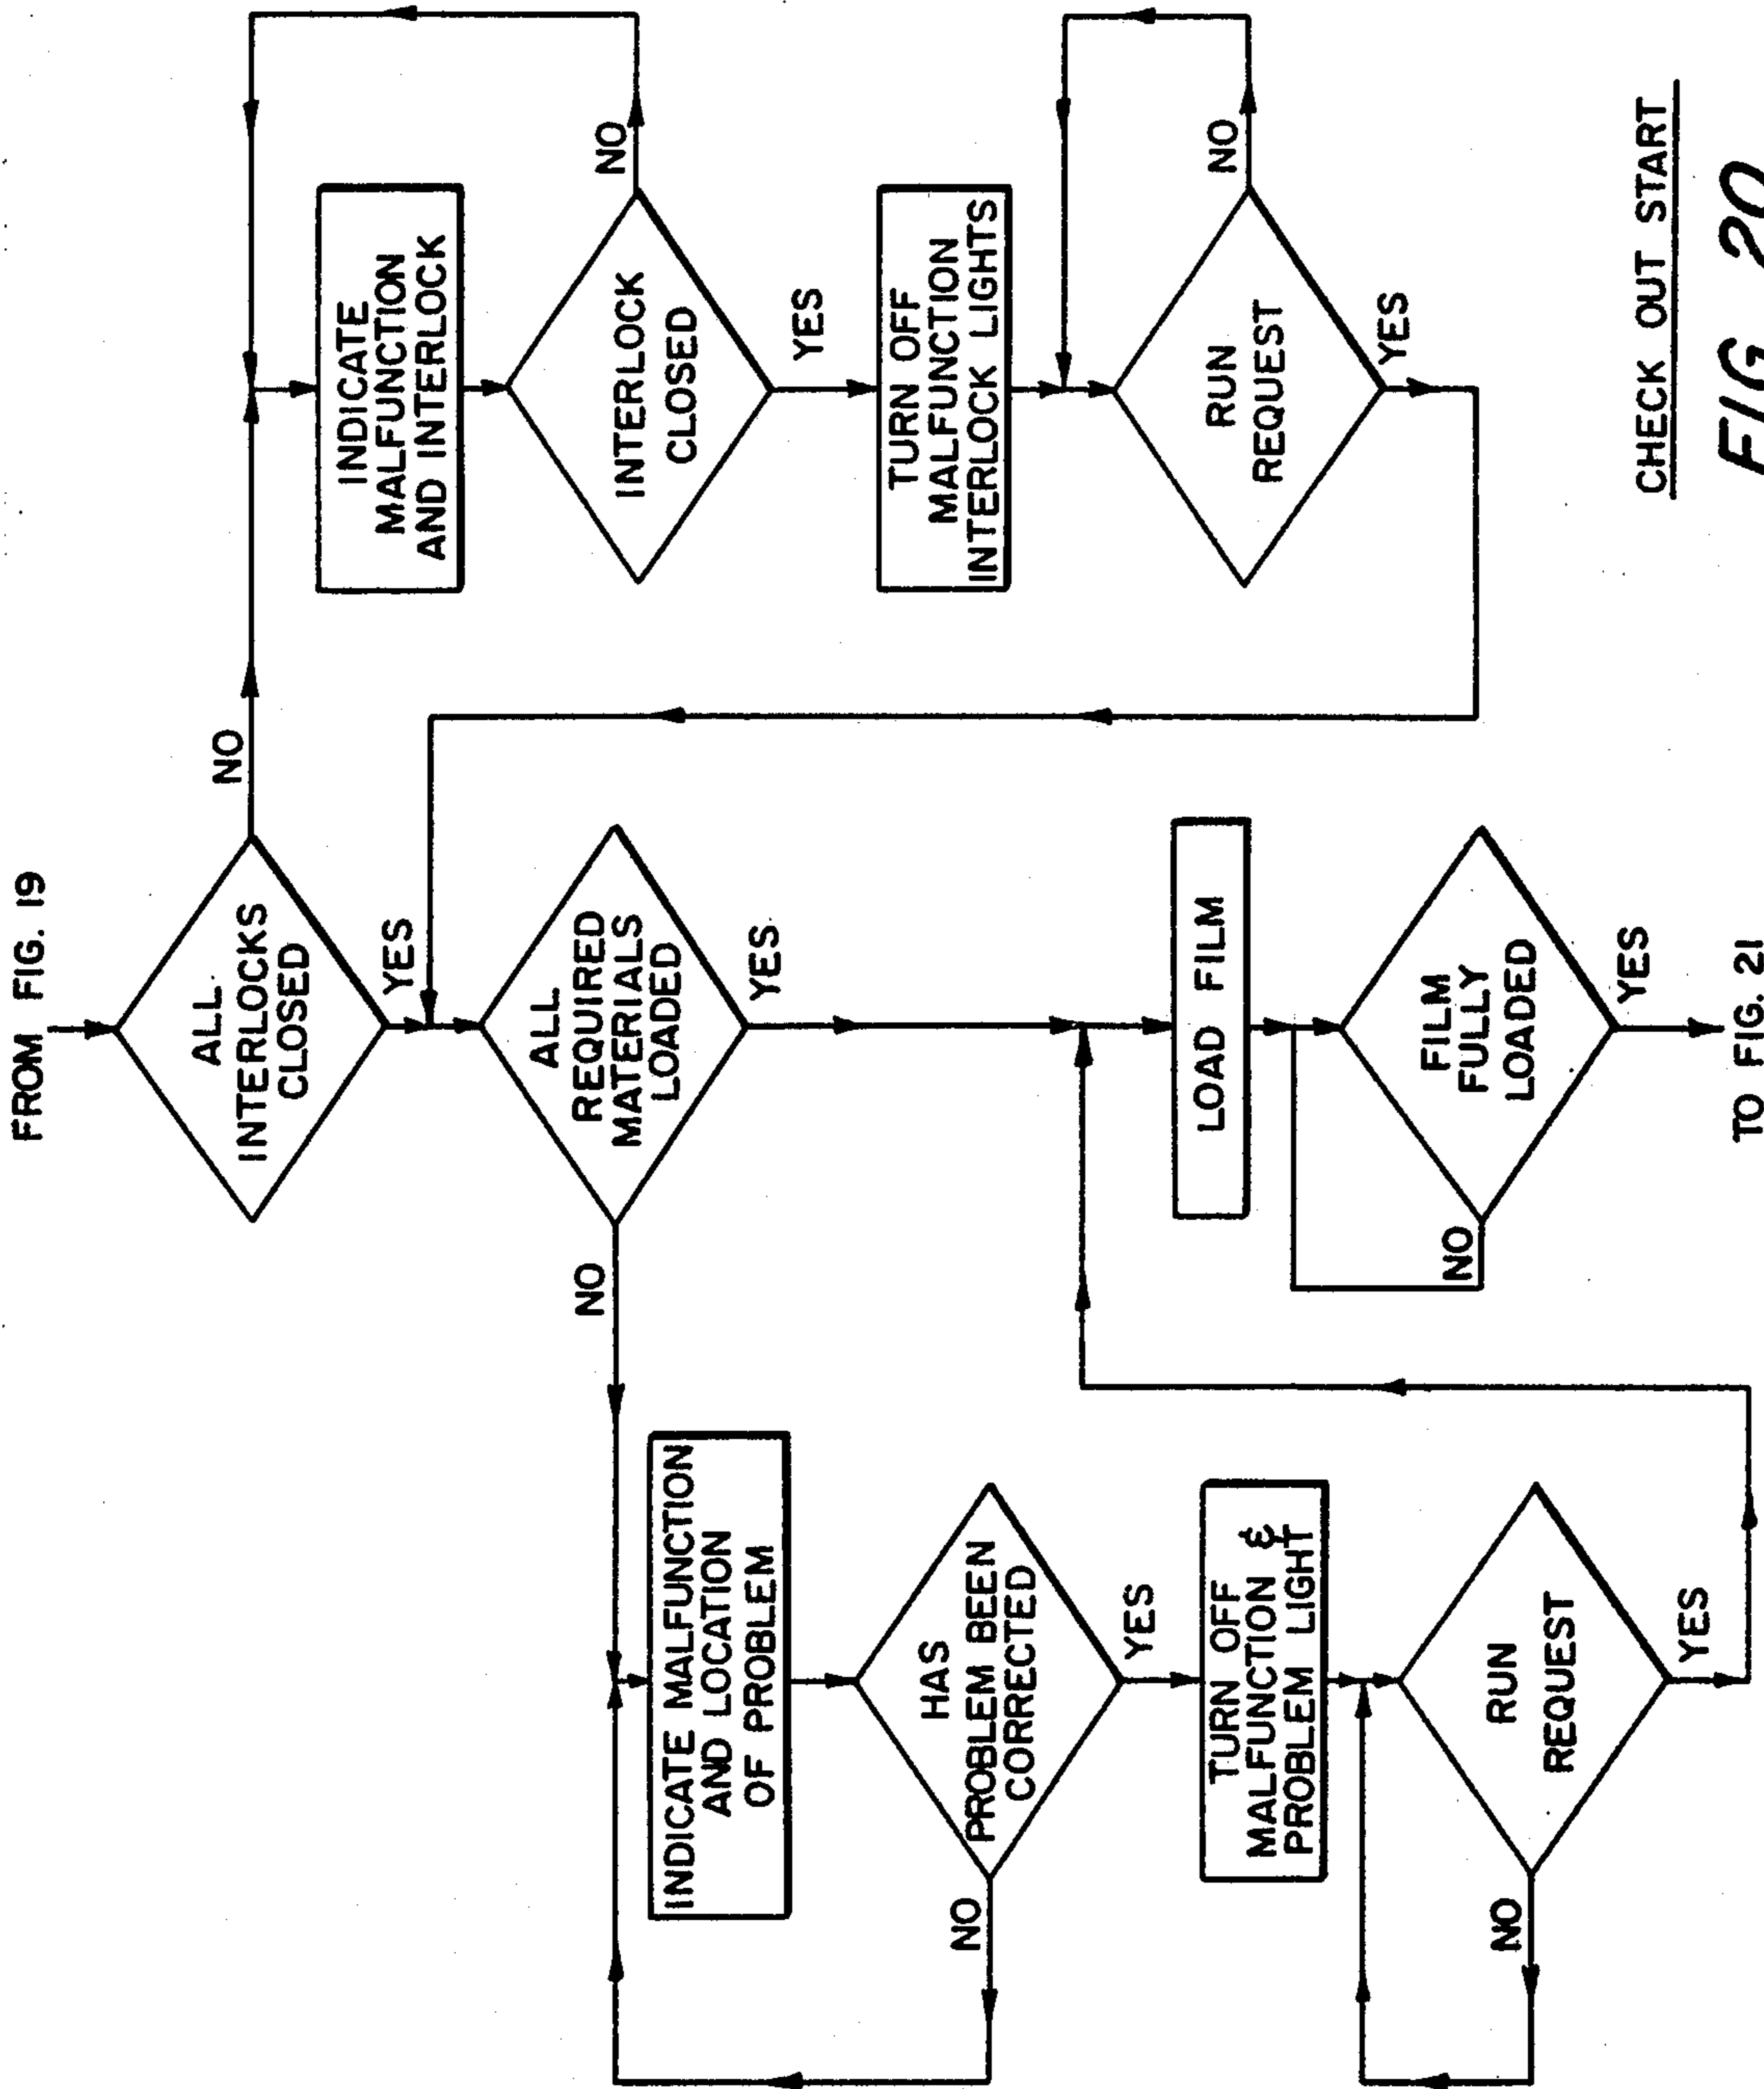 FROM FIG. 19
ALL
INTERLOCKS
CLOSED
NO
YES
INDICATE
MALFUNCTION
AND INTERLOCK
INTERLOCK
CLOSED
NO
YES
TURN OFF
MALFUNCTION
INTERLOCK LIGHTS
RUN
REQUEST
NO
YES
ALL
REQUIRED
MATERIALS
LOADED
NO
YES
INDICATE MALFUNCTION
AND LOCATION
OF PROBLEM
HAS
PROBLEM BEEN
CORRECTED
NO
YES
TURN OFF
MALFUNCTION &
PROBLEM LIGHT
RUN
REQUEST
NO
YES
LOAD FILM
FILM
FULLY
LOADED
NO
YES
TO FIG. 21
CHECK OUT START
FIG 20